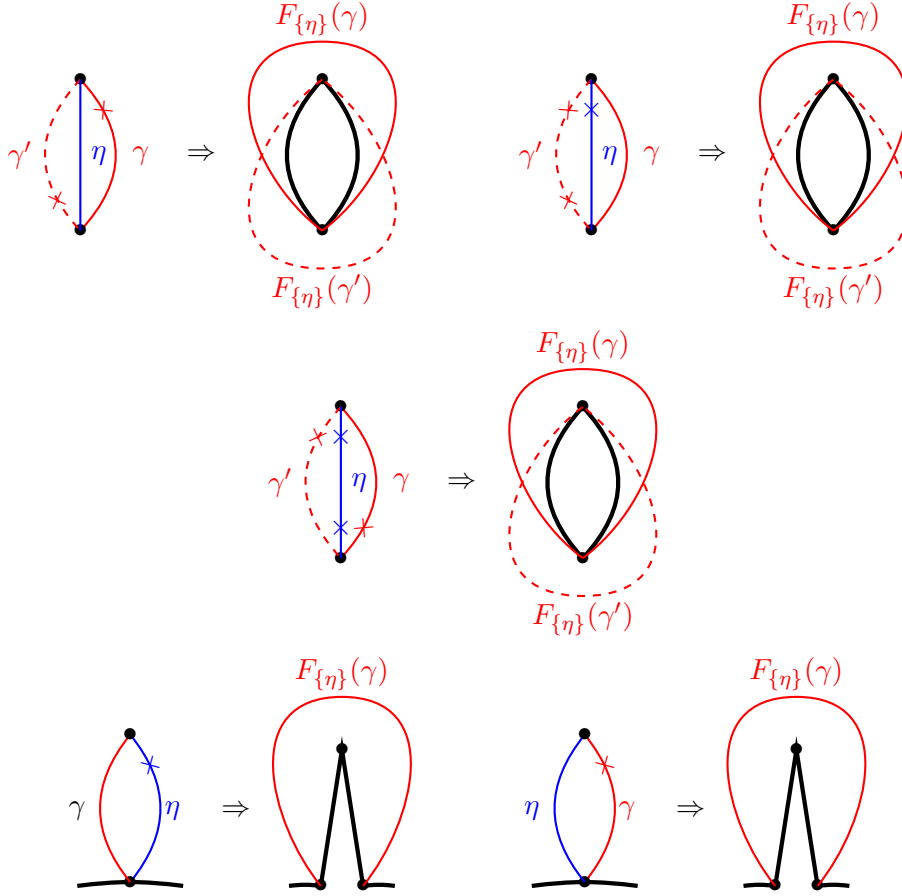 F_{\{η\}}(γ) F_{\{η\}}(γ)
γ' η γ ⇒ γ' η γ ⇒
F_{\{η\}}(γ') F_{\{η\}}(γ')
F_{\{η\}}(γ)
γ' η γ ⇒
F_{\{η\}}(γ')
F_{\{η\}}(γ) F_{\{η\}}(γ)
γ η ⇒ η γ ⇒